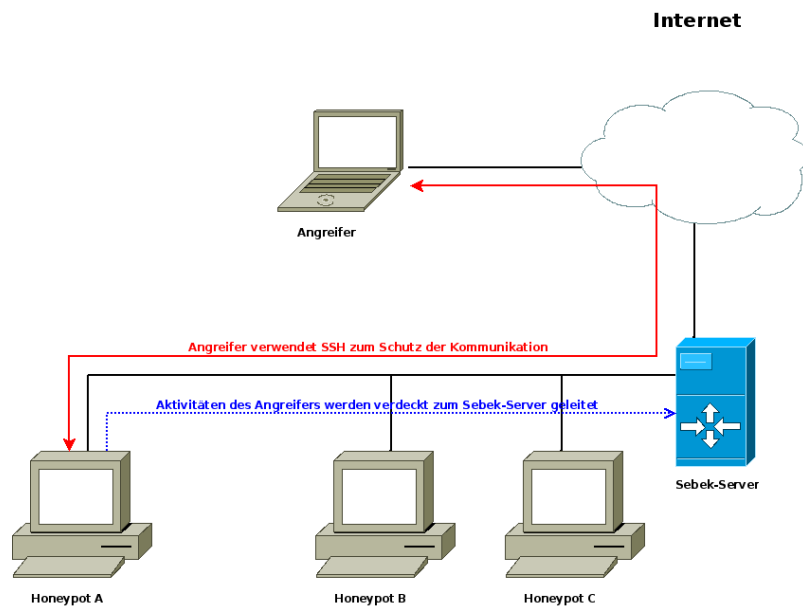 Internet
Angreifer
Angreifer verwendet SSH zum Schutz der Kommunikation
Aktivitäten des Angreifers werden verdeckt zum Sebek-Server geleitet
Sebek-Server
Honeypot A
Honeypot B
Honeypot C